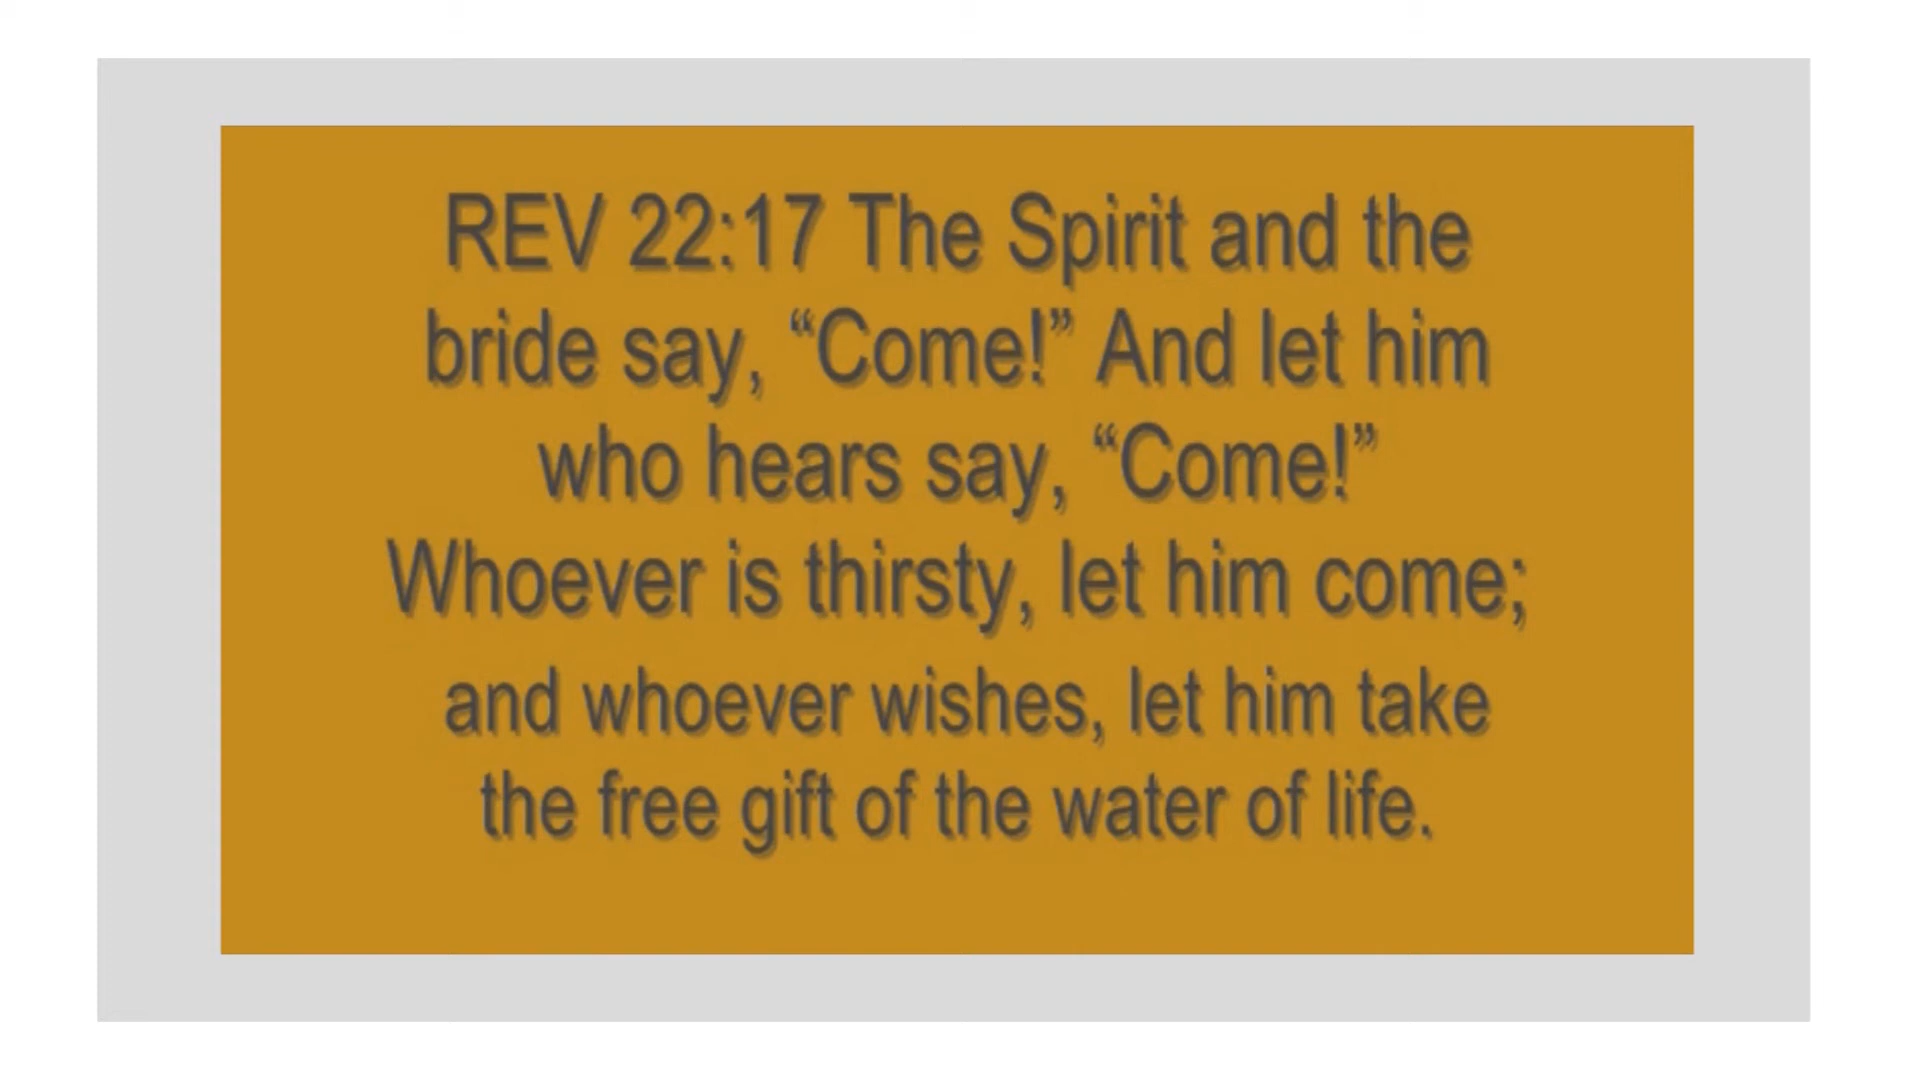 REV 22:17 The Spirit and the
bride say, “Come!” And let him
who hears say, “Come!”
Whoever is thirsty, let him come;
and whoever wishes, let him take
the free gift of the water of life.